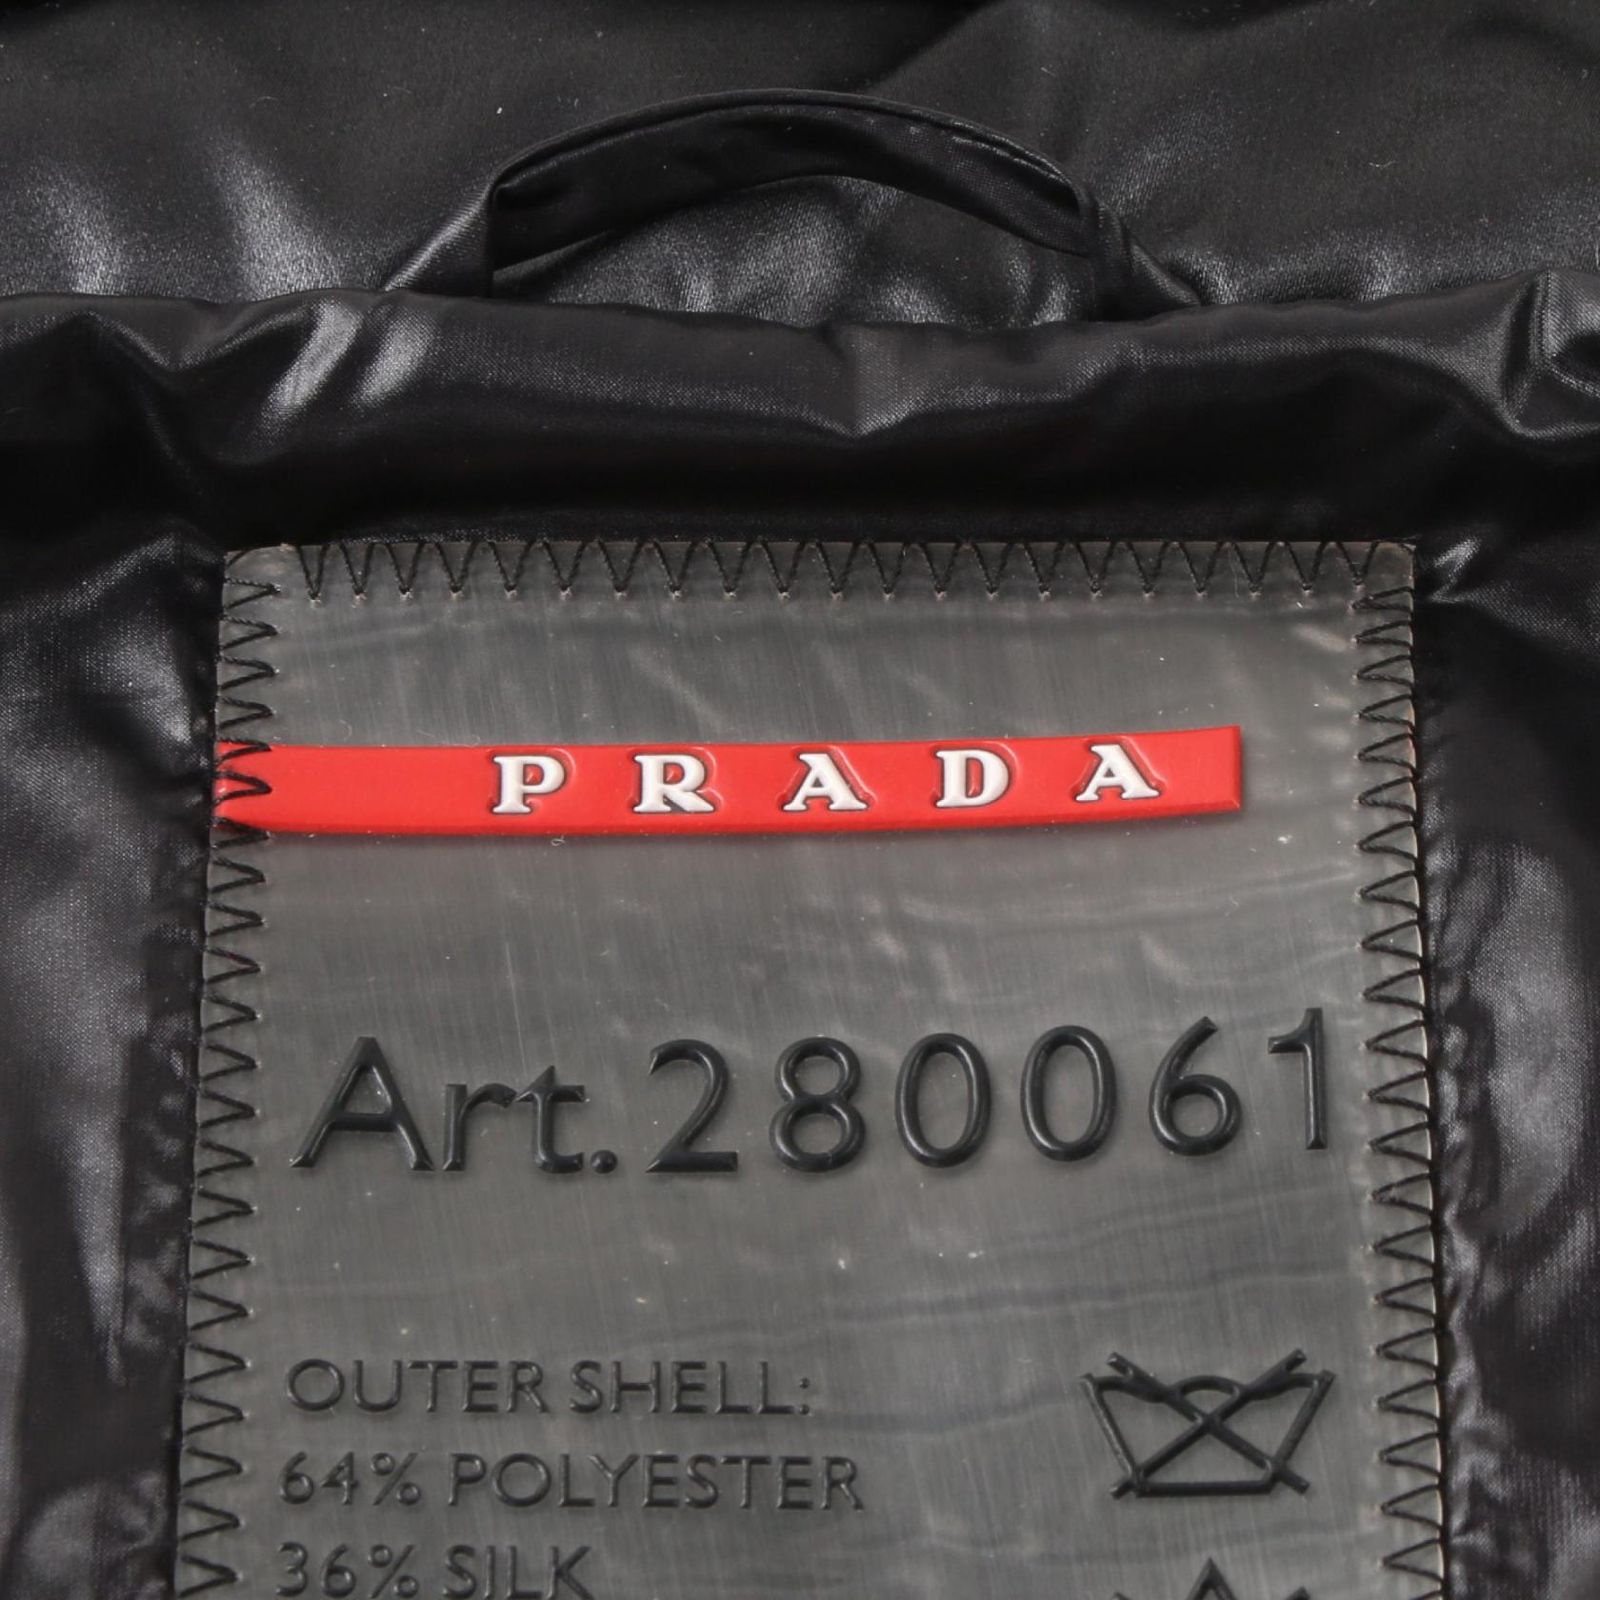 PRADA
Art.280061
OUTER SHELL:
64% POLYESTER
36% SILK